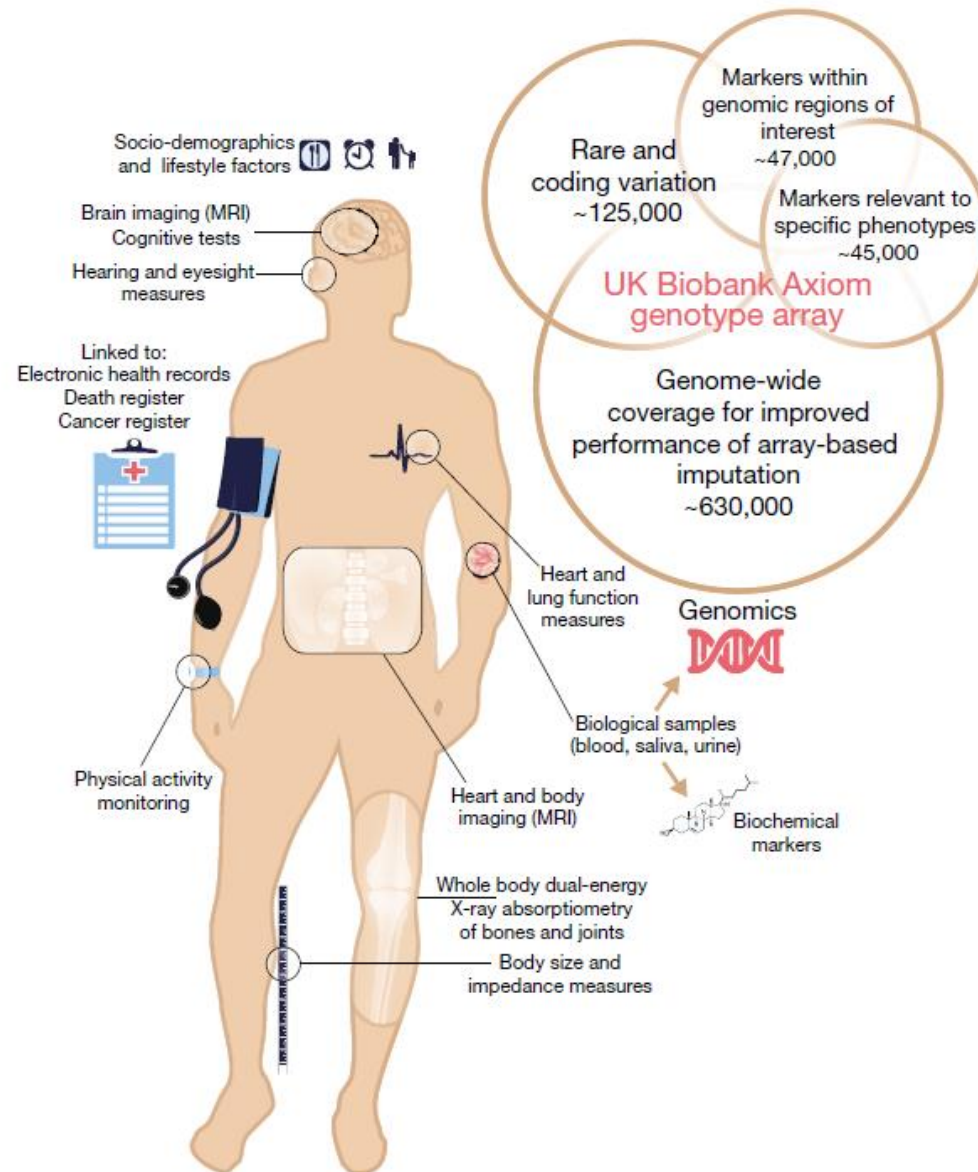 Socio-demographics
and lifestyle factors
Brain imaging (MRI)
Cognitive tests
Hearing and eyesight
measures
Linked to:
Electronic health records
Death register
Cancer register
Physical activity
monitoring
Rare and
coding variation
~125,000
Markers within
genomic regions of
interest
~47,000
Markers relevant to
specific phenotypes
~45,000
UK Biobank Axiom
genotype array
Genome-wide
coverage for improved
performance of array-based
imputation
~630,000
Heart and
lung function
measures
Genomics
Biological samples
(blood, saliva, urine)
Biochemical
markers
Heart and body
imaging (MRI)
Whole body dual-energy
X-ray absorptiometry
of bones and joints
Body size and
impedance measures